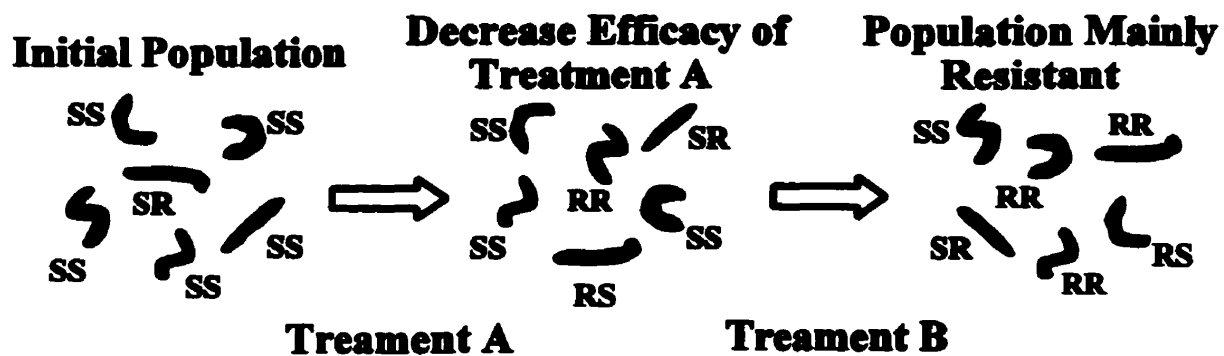 Initial Population
Decrease Efficacy of
Treatment A
Population Mainly
Resistant
SS
SS
SR
SS
SS
SS
SS
SR
RR
SS
SS
RS
SS
RR
RR
SR
RR
RS
Treament A
Treament B